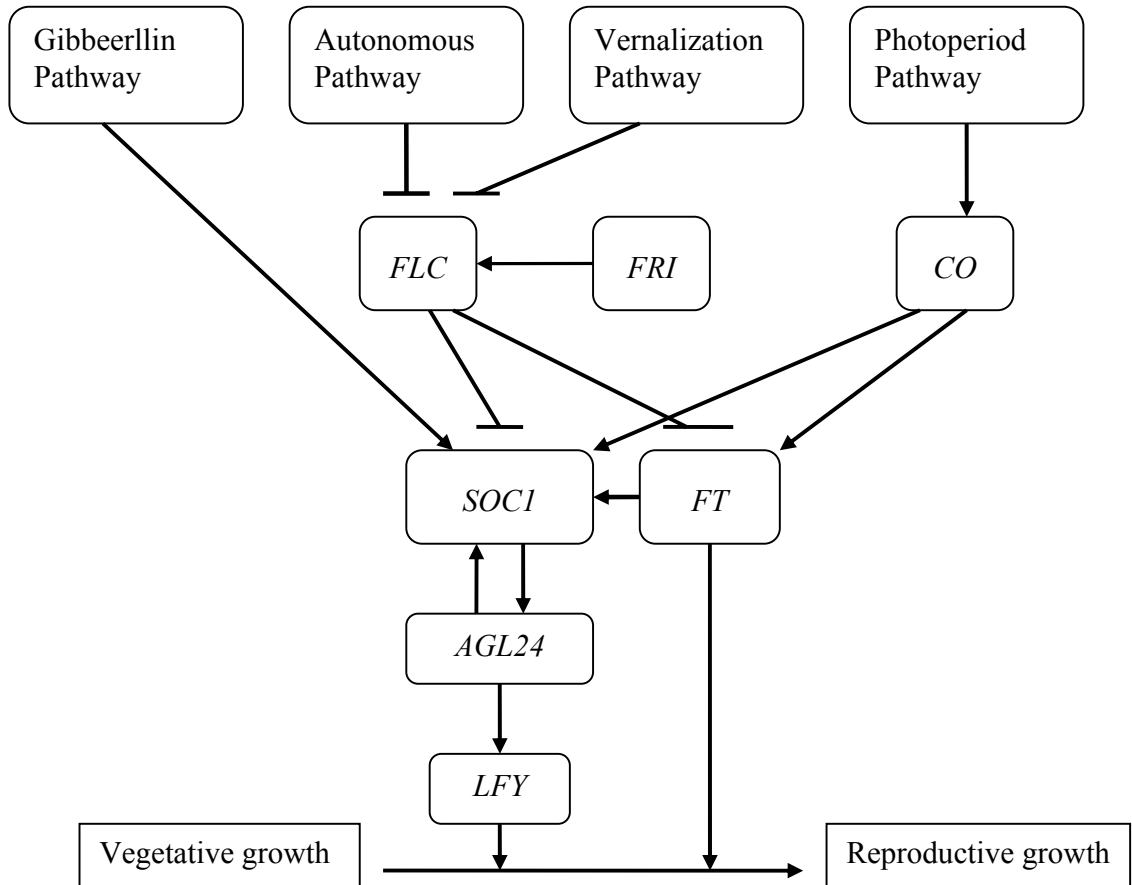 Gibbeerllin
Pathway
Autonomous
Pathway
Vernalization
Pathway
Photoperiod
Pathway
FLC
FRI
CO
SOC1
FT
AGL24
LFY
Vegetative growth
Reproductive growth